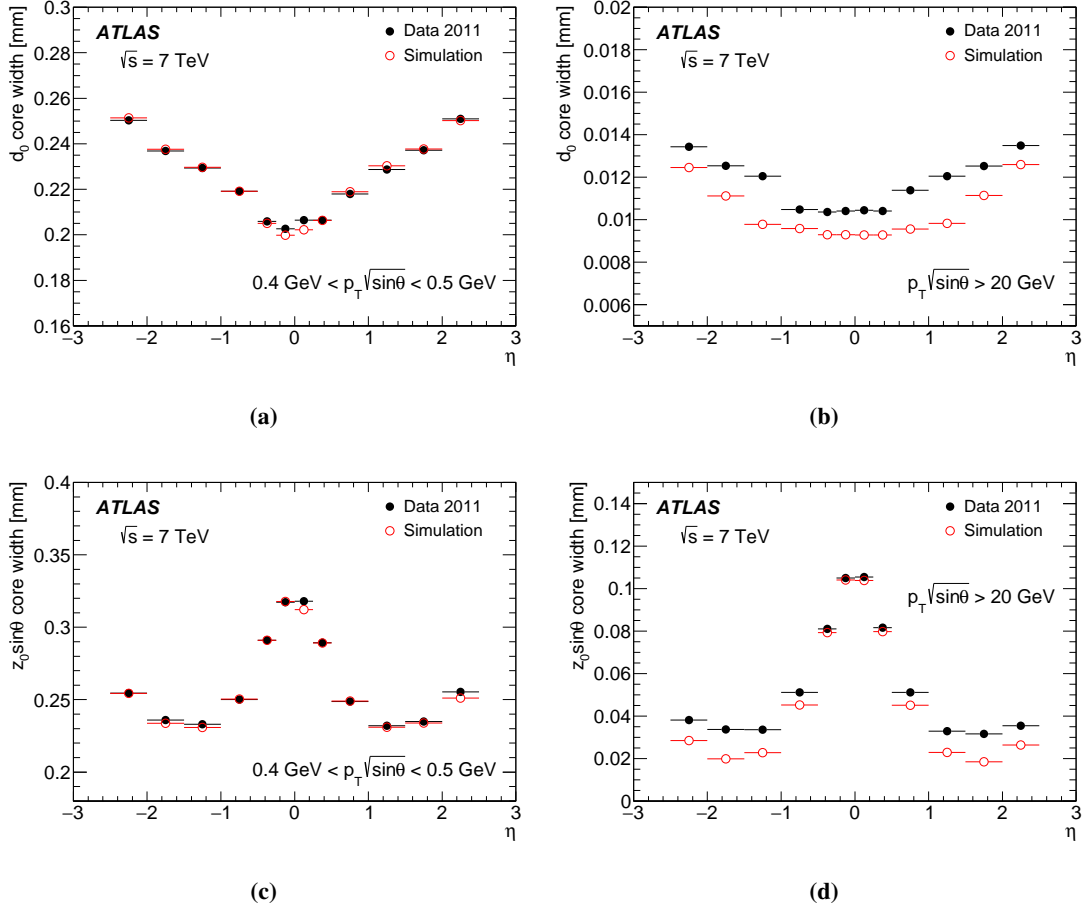 ATLAS
√s = 7 TeV
Data 2011
Simulation
0.4 GeV < p_T√sinθ < 0.5 GeV
d₀ core width [mm]
0.3
0.28
0.26
0.24
0.22
0.2
0.18
0.16
−3 −2 −1 0 1 2 3
η
(a)
ATLAS
√s = 7 TeV
Data 2011
Simulation
p_T√sinθ > 20 GeV
d₀ core width [mm]
0.02
0.018
0.016
0.014
0.012
0.01
0.008
0.006
−3 −2 −1 0 1 2 3
η
(b)
ATLAS
√s = 7 TeV
Data 2011
Simulation
0.4 GeV < p_T√sinθ < 0.5 GeV
z₀sinθ core width [mm]
0.4
0.35
0.3
0.25
0.2
−3 −2 −1 0 1 2 3
η
(c)
ATLAS
√s = 7 TeV
Data 2011
Simulation
p_T√sinθ > 20 GeV
z₀sinθ core width [mm]
0.14
0.12
0.1
0.08
0.06
0.04
0.02
0
−3 −2 −1 0 1 2 3
η
(d)